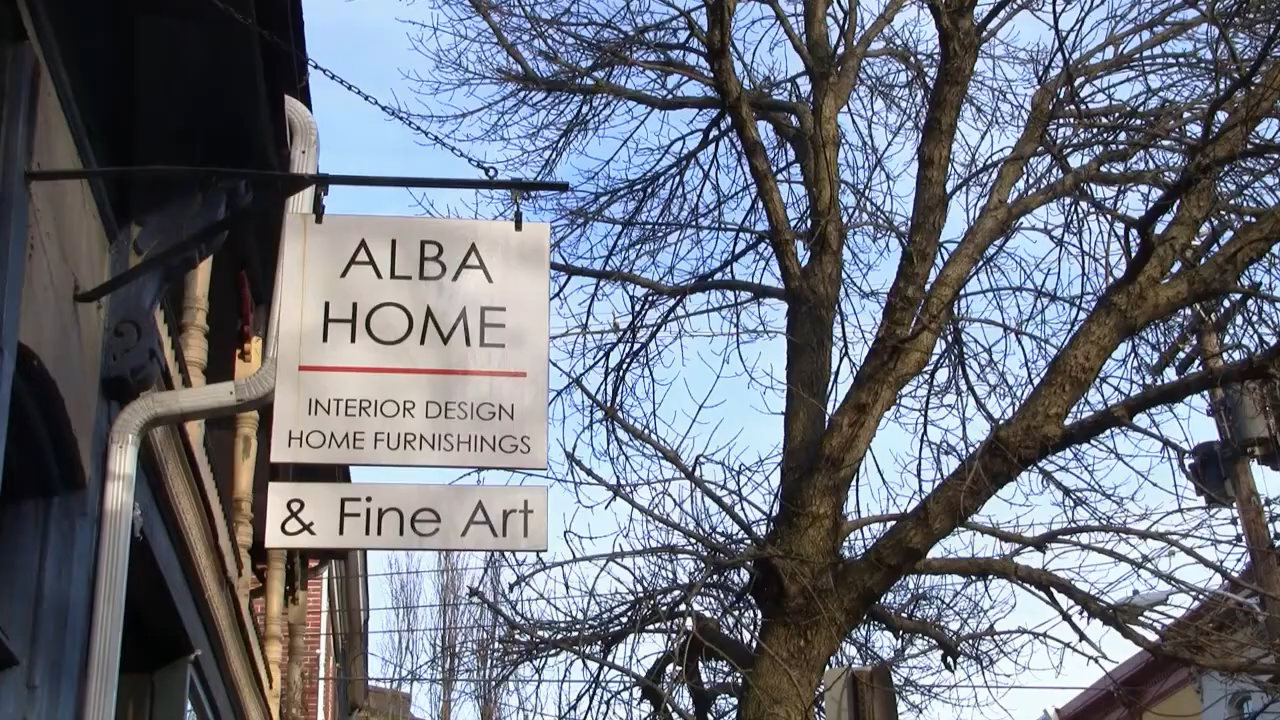 ALBA
HOME
INTERIOR DESIGN
HOME FURNISHINGS
& Fine Art